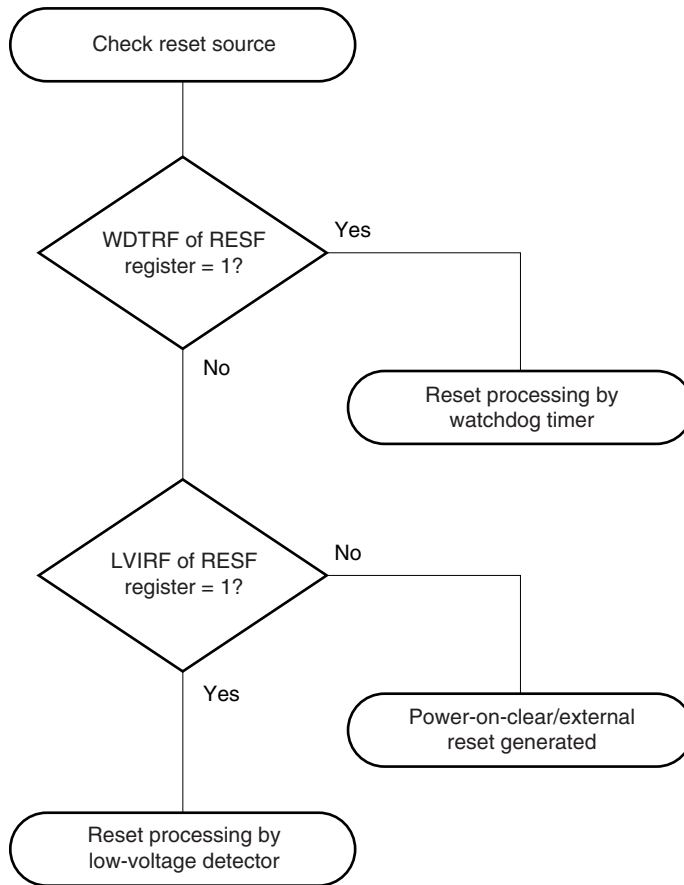 Check reset source
WDTRF of RESF
register = 1?
Yes
No
Reset processing by
watchdog timer
LVIRF of RESF
register = 1?
No
Yes
Power-on-clear/external
reset generated
Reset processing by
low-voltage detector